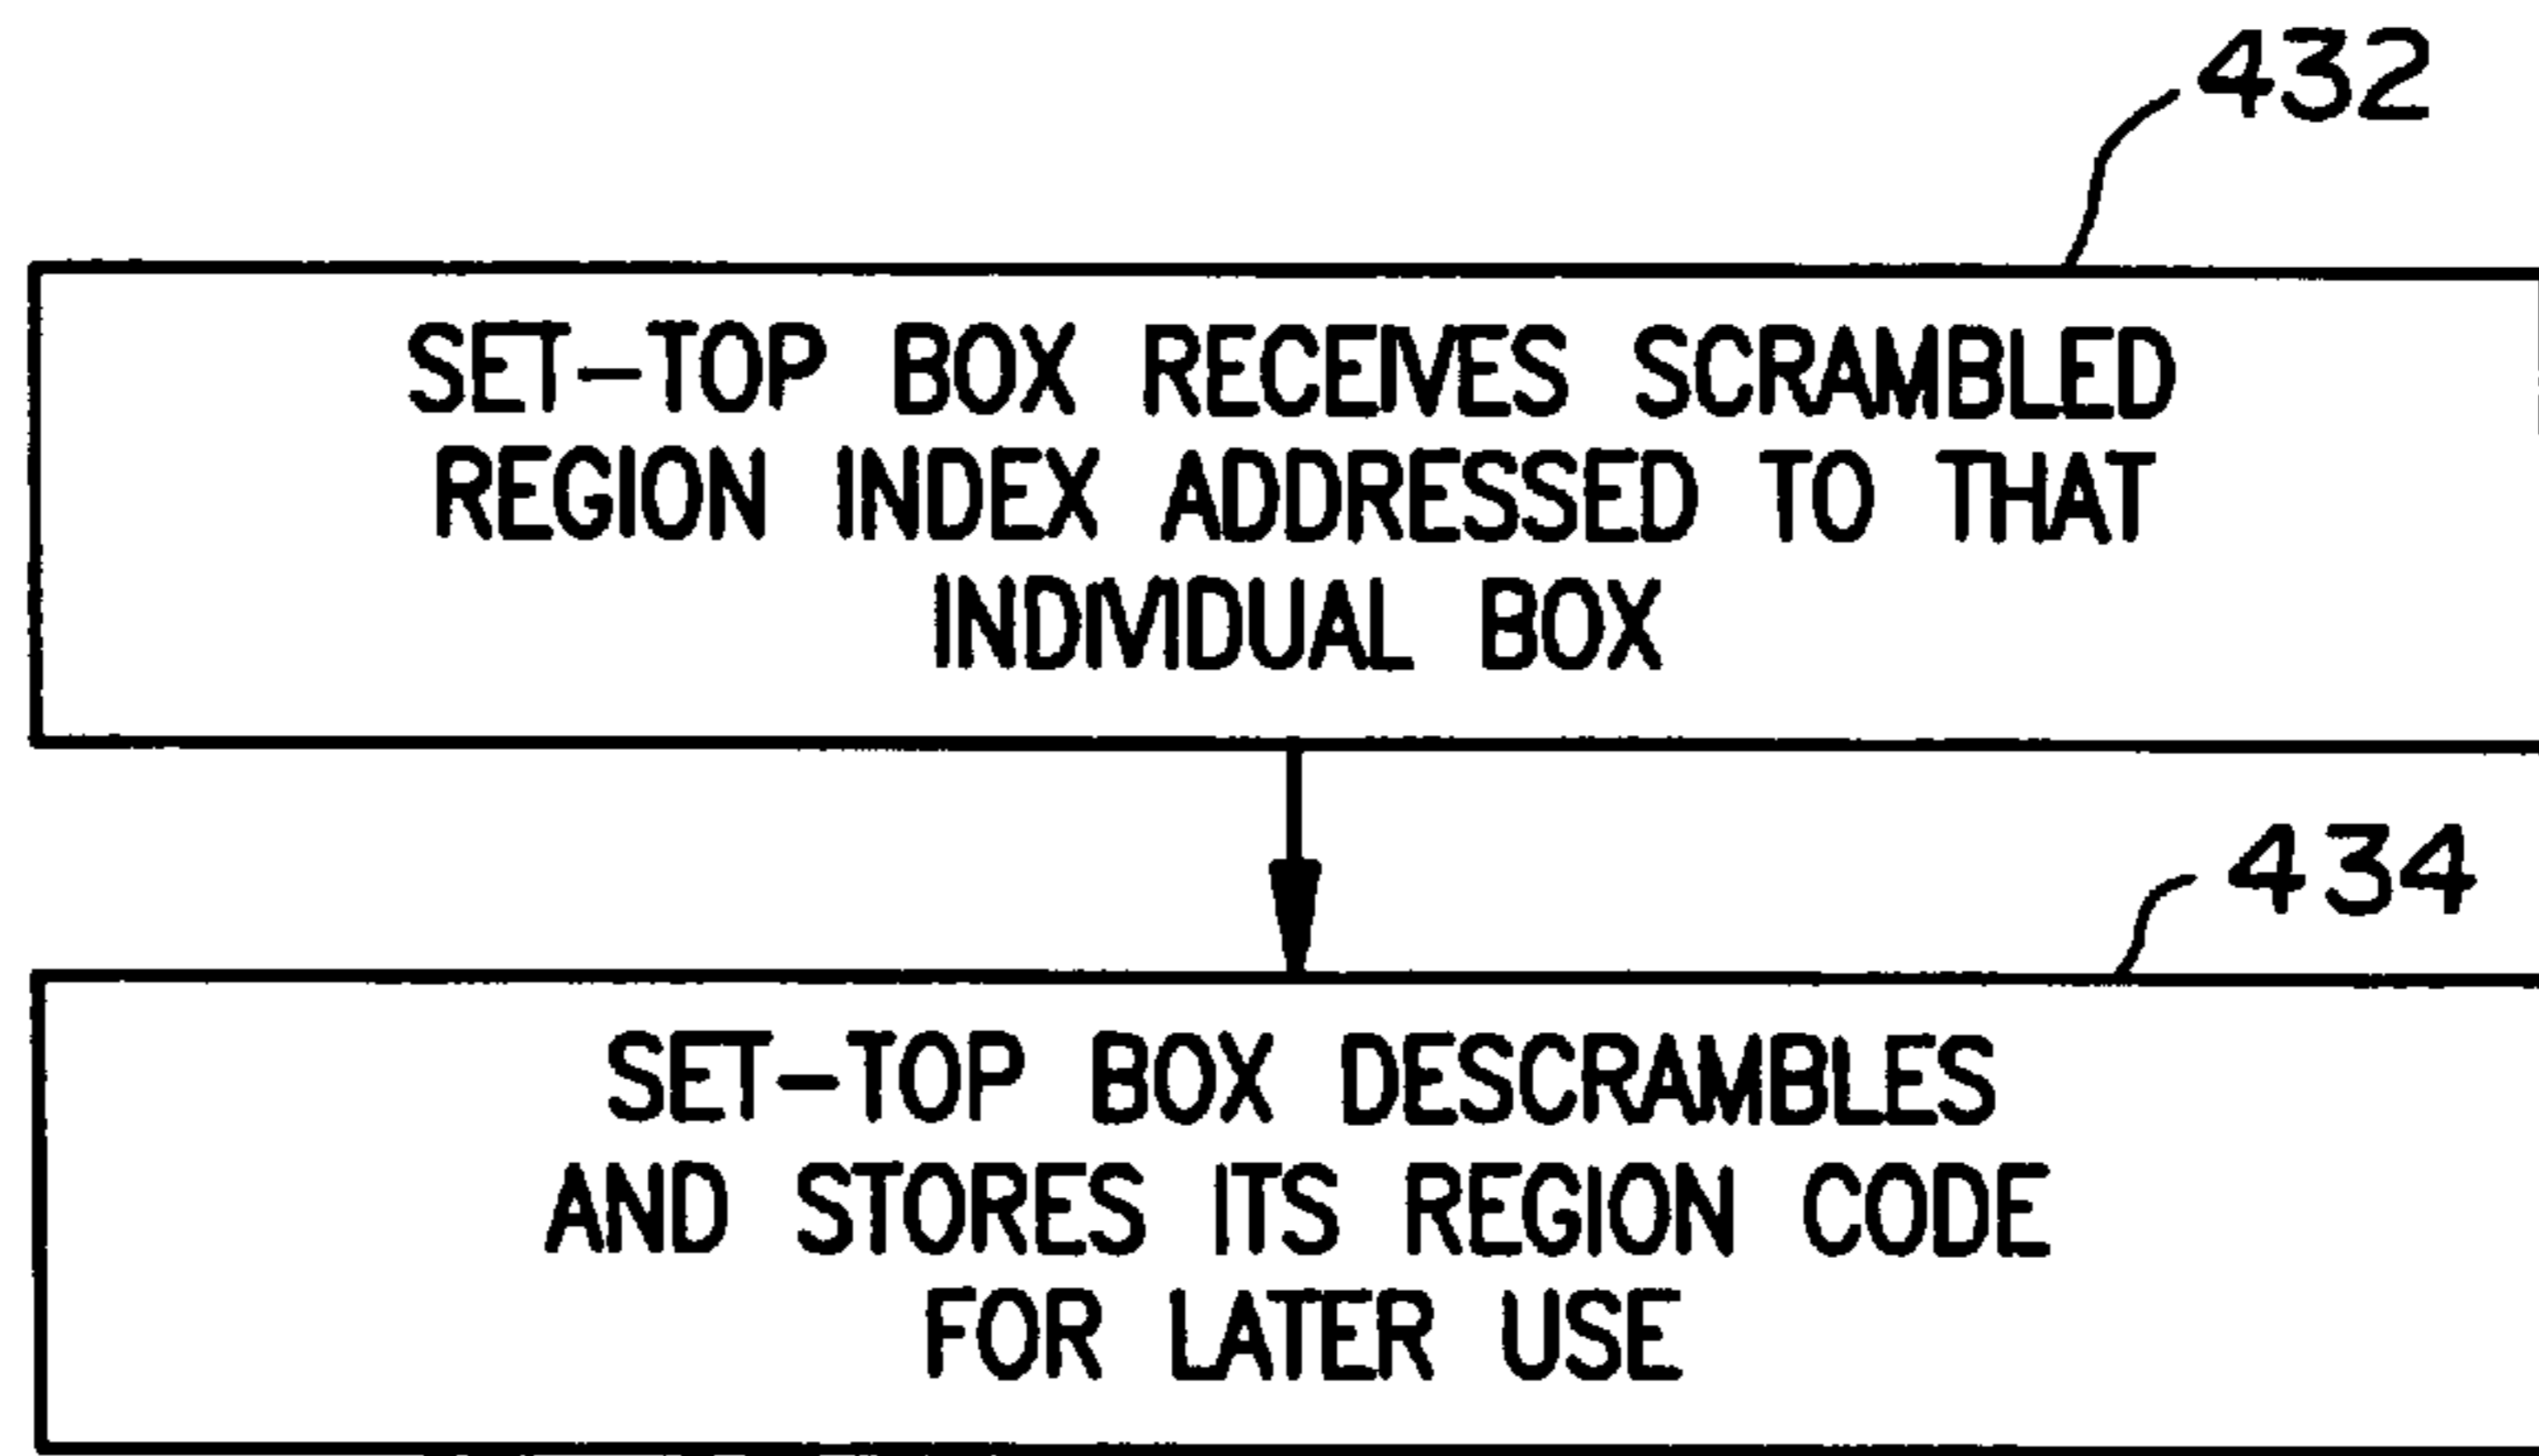 432
SET-TOP BOX RECEIVES SCRAMBLED
REGION INDEX ADDRESSED TO THAT
INDIVIDUAL BOX
434
SET-TOP BOX DESCRAMBLES
AND STORES ITS REGION CODE
FOR LATER USE